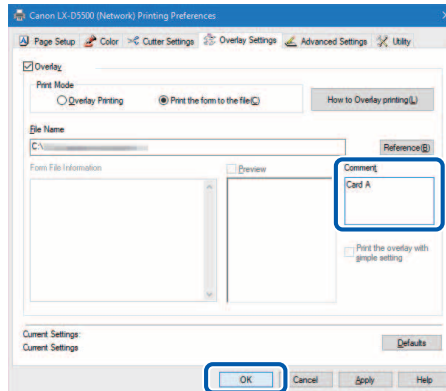 Canon LX-D5500 (Network) Printing Preferences
Page Setup Color Cutter Settings Overlay Settings Advanced Settings Utility
Overlay
Print Mode
Overlay Printing Print the form to the file(C) How to Overlay printing(L)
File Name
C:\ Reference(B)
Form File Information Preview Comment
Card A
Print the overlay with
simple setting
Current Settings:
Current Settings Defaults
OK Cancel Apply Help